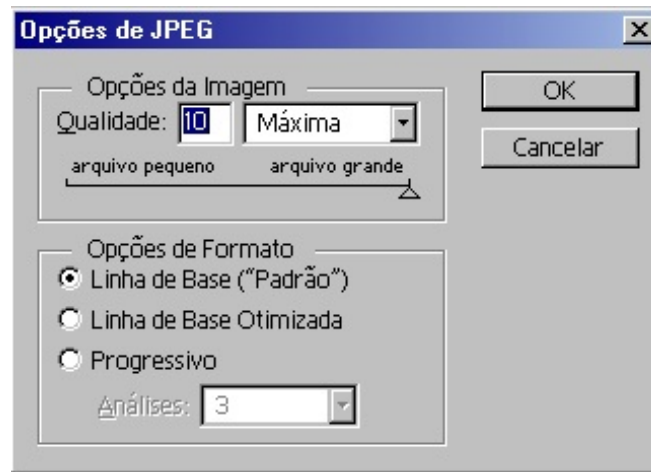 Opções de JPEG
Opções da Imagem
Qualidade: 10 Máxima
arquivo pequeno arquivo grande
OK
Cancelar
Opções de Formato
Linha de Base (“Padrão”)
Linha de Base Otimizada
Progressivo
Análises: 3